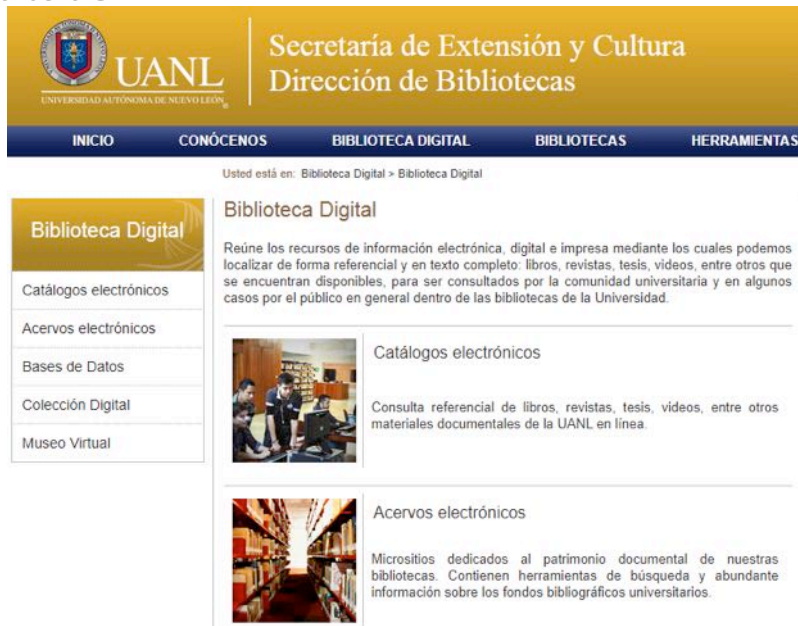 UANL
UNIVERSIDAD AUTÓNOMA DE NUEVO LEÓN
Secretaría de Extensión y Cultura
Dirección de Bibliotecas
INICIO CONÓCENOS BIBLIOTECA DIGITAL BIBLIOTECAS HERRAMIENTAS
Usted está en: Biblioteca Digital > Biblioteca Digital
Biblioteca Digital
Catálogos electrónicos
Acervos electrónicos
Bases de Datos
Colección Digital
Museo Virtual
Biblioteca Digital
Reúne los recursos de información electrónica, digital e impresa mediante los cuales podemos
localizar de forma referencial y en texto completo: libros, revistas, tesis, videos, entre otros que
se encuentran disponibles, para ser consultados por la comunidad universitaria y en algunos
casos por el público en general dentro de las bibliotecas de la Universidad.
Catálogos electrónicos
Consulta referencial de libros, revistas, tesis, videos, entre otros
materiales documentales de la UANL en línea.
Acervos electrónicos
Micrositios dedicados al patrimonio documental de nuestras
bibliotecas. Contienen herramientas de búsqueda y abundante
información sobre los fondos bibliográficos universitarios.